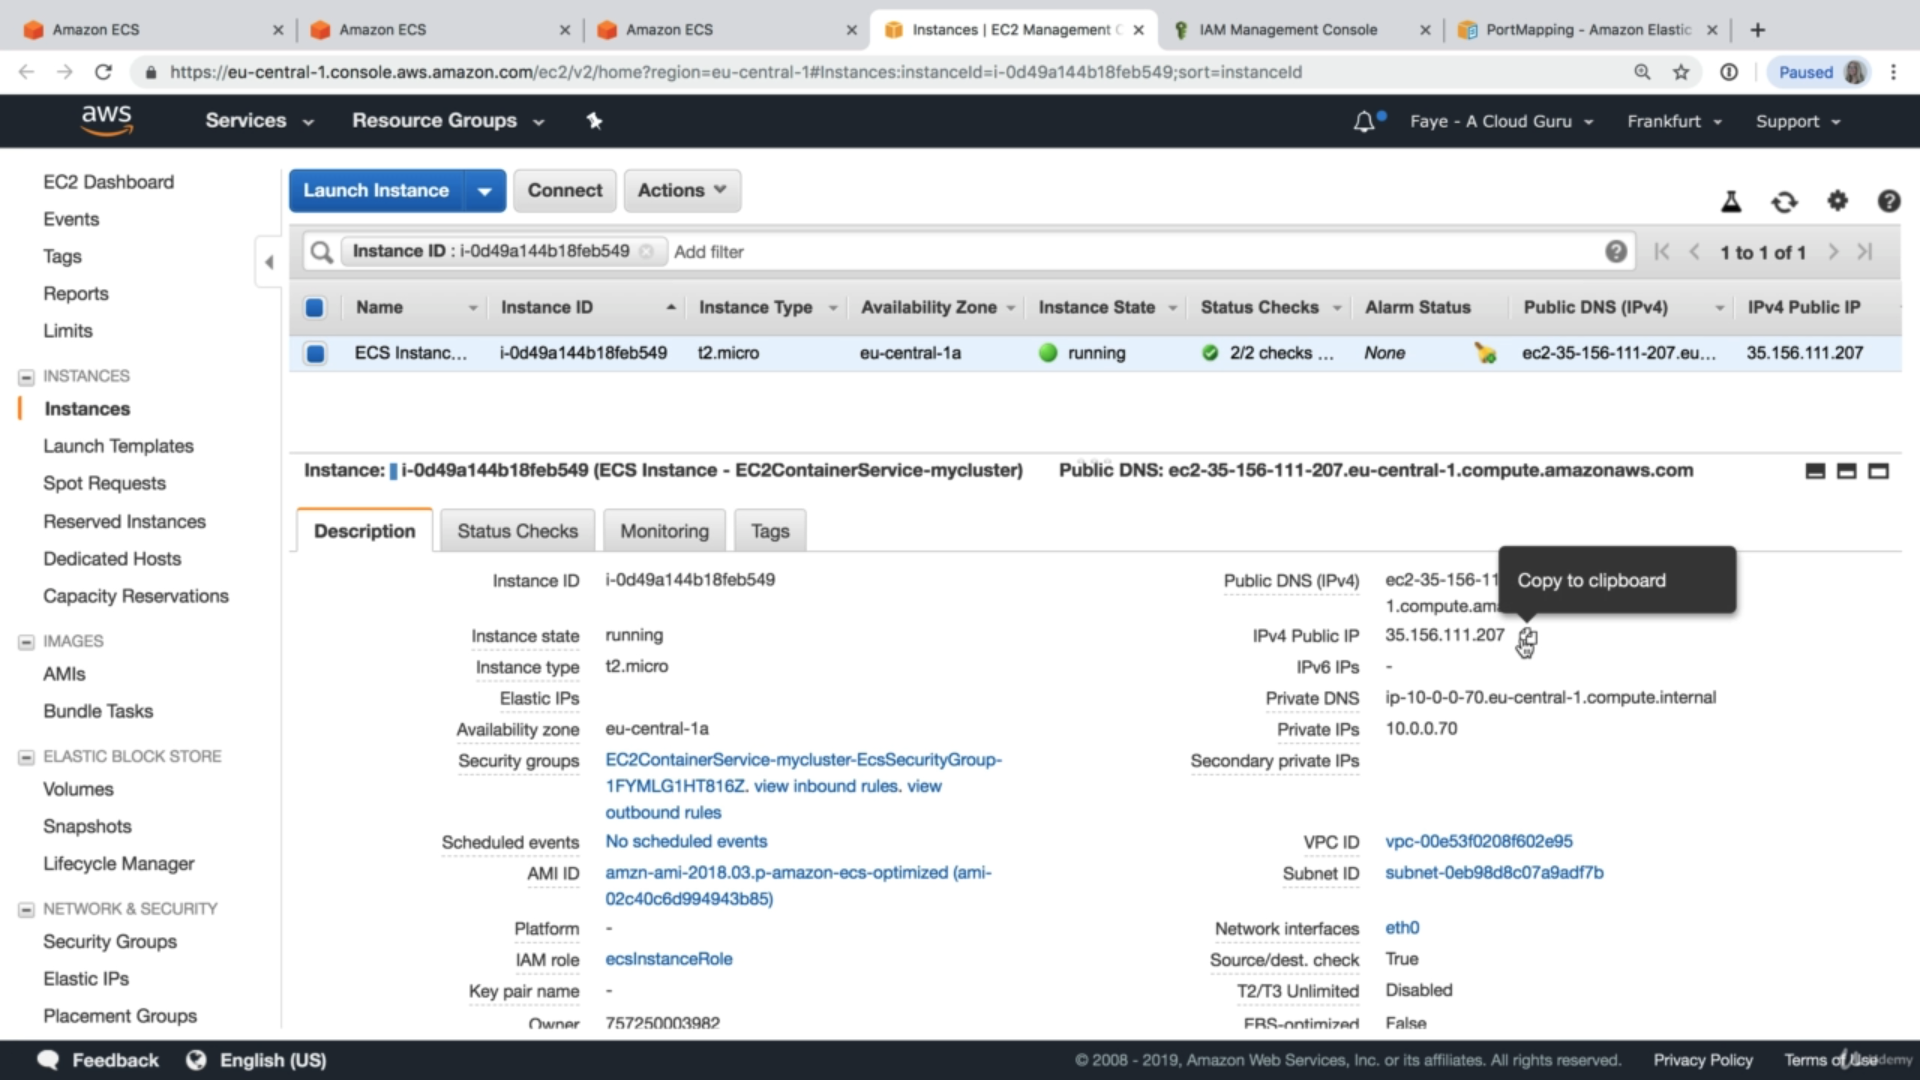 Amazon ECS
Amazon ECS
Amazon ECS
Instances | EC2 Management C
IAM Management Console
PortMapping - Amazon Elastic
https://eu-central-1.console.aws.amazon.com/ec2/v2/home?region=eu-central-1#Instances:instanceId=i-0d49a144b18feb549;sort=instanceId
Paused
aws
Services
Resource Groups
Faye - A Cloud Guru
Frankfurt
Support
EC2 Dashboard
Events
Tags
Reports
Limits
INSTANCES
Instances
Launch Templates
Spot Requests
Reserved Instances
Dedicated Hosts
Capacity Reservations
IMAGES
AMIs
Bundle Tasks
ELASTIC BLOCK STORE
Volumes
Snapshots
Lifecycle Manager
NETWORK & SECURITY
Security Groups
Elastic IPs
Placement Groups
Launch Instance
Connect
Actions
Instance ID : i-0d49a144b18feb549
Add filter
1 to 1 of 1
Name Instance ID Instance Type Availability Zone Instance State Status Checks Alarm Status Public DNS (IPv4) IPv4 Public IP
ECS Instanc... i-0d49a144b18feb549 t2.micro eu-central-1a running 2/2 checks ... None ec2-35-156-111-207.eu... 35.156.111.207
Instance: i-0d49a144b18feb549 (ECS Instance - EC2ContainerService-mycluster) Public DNS: ec2-35-156-111-207.eu-central-1.compute.amazonaws.com
Description
Status Checks
Monitoring
Tags
Copy to clipboard
Instance ID i-0d49a144b18feb549
Instance state running
Instance type t2.micro
Elastic IPs
Availability zone eu-central-1a
Security groups EC2ContainerService-mycluster-EcsSecurityGroup-
1FYMLG1HT816Z. view inbound rules. view
outbound rules
Scheduled events No scheduled events
AMI ID amzn-ami-2018.03.p-amazon-ecs-optimized (ami-
02c40c6d994943b85)
Platform -
IAM role ecsInstanceRole
Key pair name -
Owner 757250003982
Public DNS (IPv4) ec2-35-156-11
1.compute.am
IPv4 Public IP 35.156.111.207
IPv6 IPs -
Private DNS ip-10-0-0-70.eu-central-1.compute.internal
Private IPs 10.0.0.70
Secondary private IPs
VPC ID vpc-00e53f0208f602e95
Subnet ID subnet-0eb98d8c07a9adf7b
Network interfaces eth0
Source/dest. check True
T2/T3 Unlimited Disabled
EBS-optimized False
Feedback
English (US)
© 2008 - 2019, Amazon Web Services, Inc. or its affiliates. All rights reserved.
Privacy Policy
Terms of Use